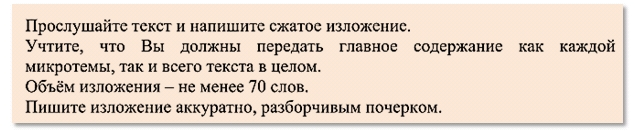 Прослушайте текст и напишите сжатое изложение.
Учтите, что Вы должны передать главное содержание как каждой
микротемы, так и всего текста в целом.
Объём изложения – не менее 70 слов.
Пишите изложение аккуратно, разборчивым почерком.